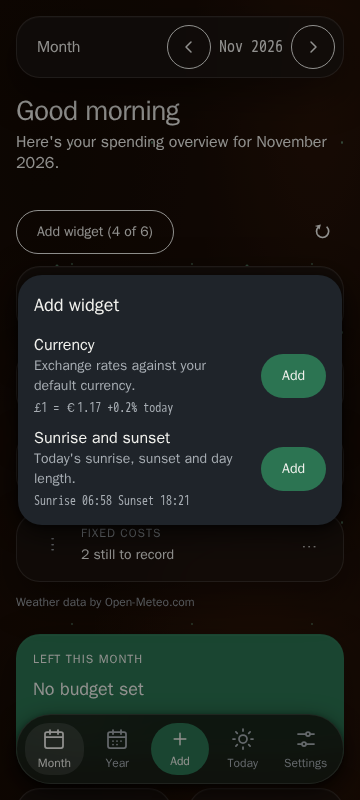 Month
Nov 2026
Good morning
Here's your spending overview for November
2026.
Add widget (4 of 6)
Add widget
Currency
Exchange rates against your
default currency.
£1 = €1.17 +0.2% today
Add
Sunrise and sunset
Today's sunrise, sunset and day
length.
Sunrise 06:58 Sunset 18:21
Add
FIXED COSTS
2 still to record
Weather data by Open-Meteo.com
LEFT THIS MONTH
No budget set
Month
Year
Add
Today
Settings